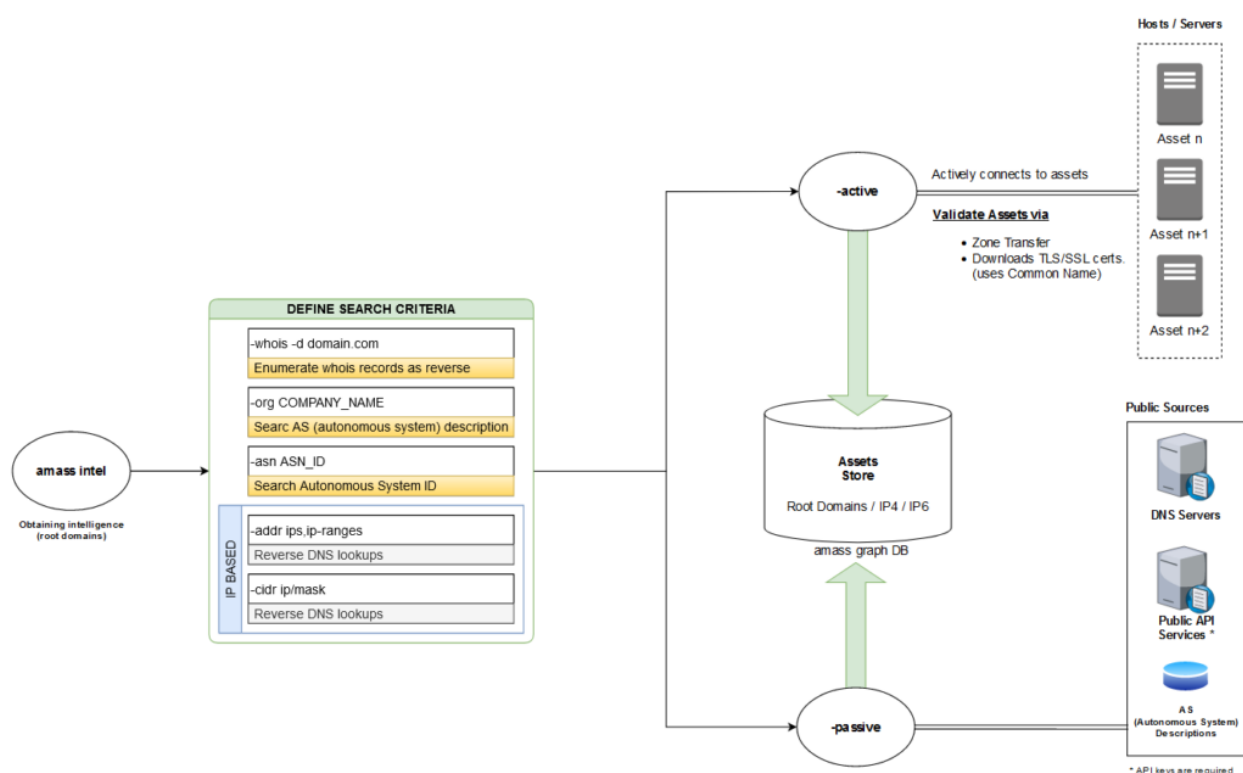 amass intel
Obtaining intelligence
(root domains)
DEFINE SEARCH CRITERIA
-whois -d domain.com
Enumerate whois records as reverse
-org COMPANY_NAME
Searc AS (autonomous system) description
-asn ASN_ID
Search Autonomous System ID
IP BASED
-addr ips,ip-ranges
Reverse DNS lookups
-cidr ip/mask
Reverse DNS lookups
-active
Actively connects to assets
Validate Assets via
• Zone Transfer
• Downloads TLS/SSL certs.
(uses Common Name)
Hosts / Servers
Asset n
Asset n+1
Asset n+2
Assets
Store
Root Domains / IP4 / IP6
amass graph DB
-passive
Public Sources
DNS Servers
Public API
Services *
AS
(Autonomous System)
Descriptions
* API keys are required